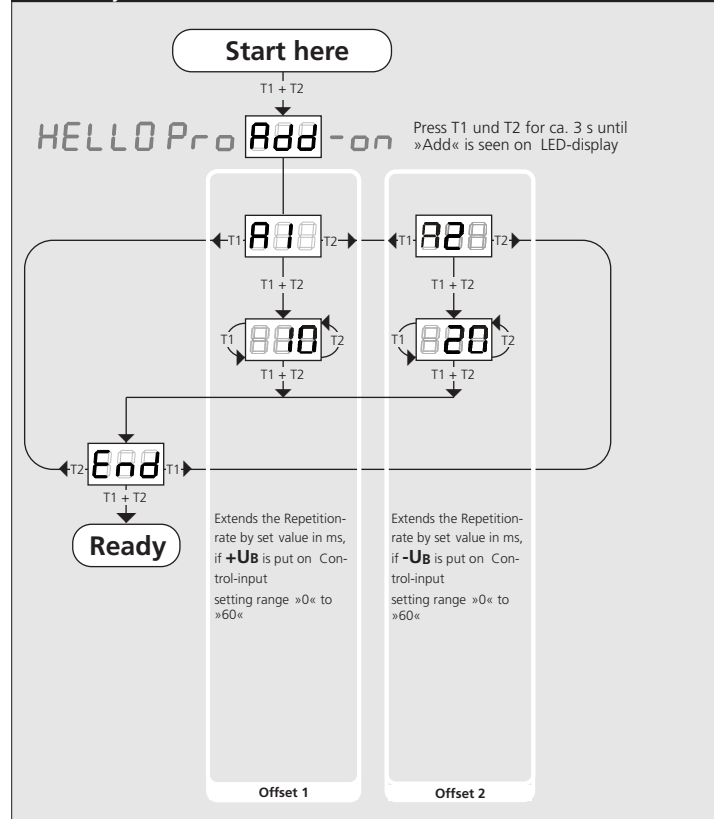 Start here
T1 + T2
HELLO Pro Add -on
Press T1 und T2 for ca. 3 s until
»Add« is seen on LED-display
T1 A1 T2 T1 A2 T2
T1 + T2 T1 + T2
T1 10 T2 T1 20 T2
T1 + T2 T1 + T2
T2 End T1
T1 + T2
Ready
Extends the Repetition-
rate by set value in ms,
if +UB is put on Con-
trol-input
setting range »0« to
»60«
Extends the Repetition-
rate by set value in ms,
if -UB is put on Con-
trol-input
setting range »0« to
»60«
Offset 1 Offset 2